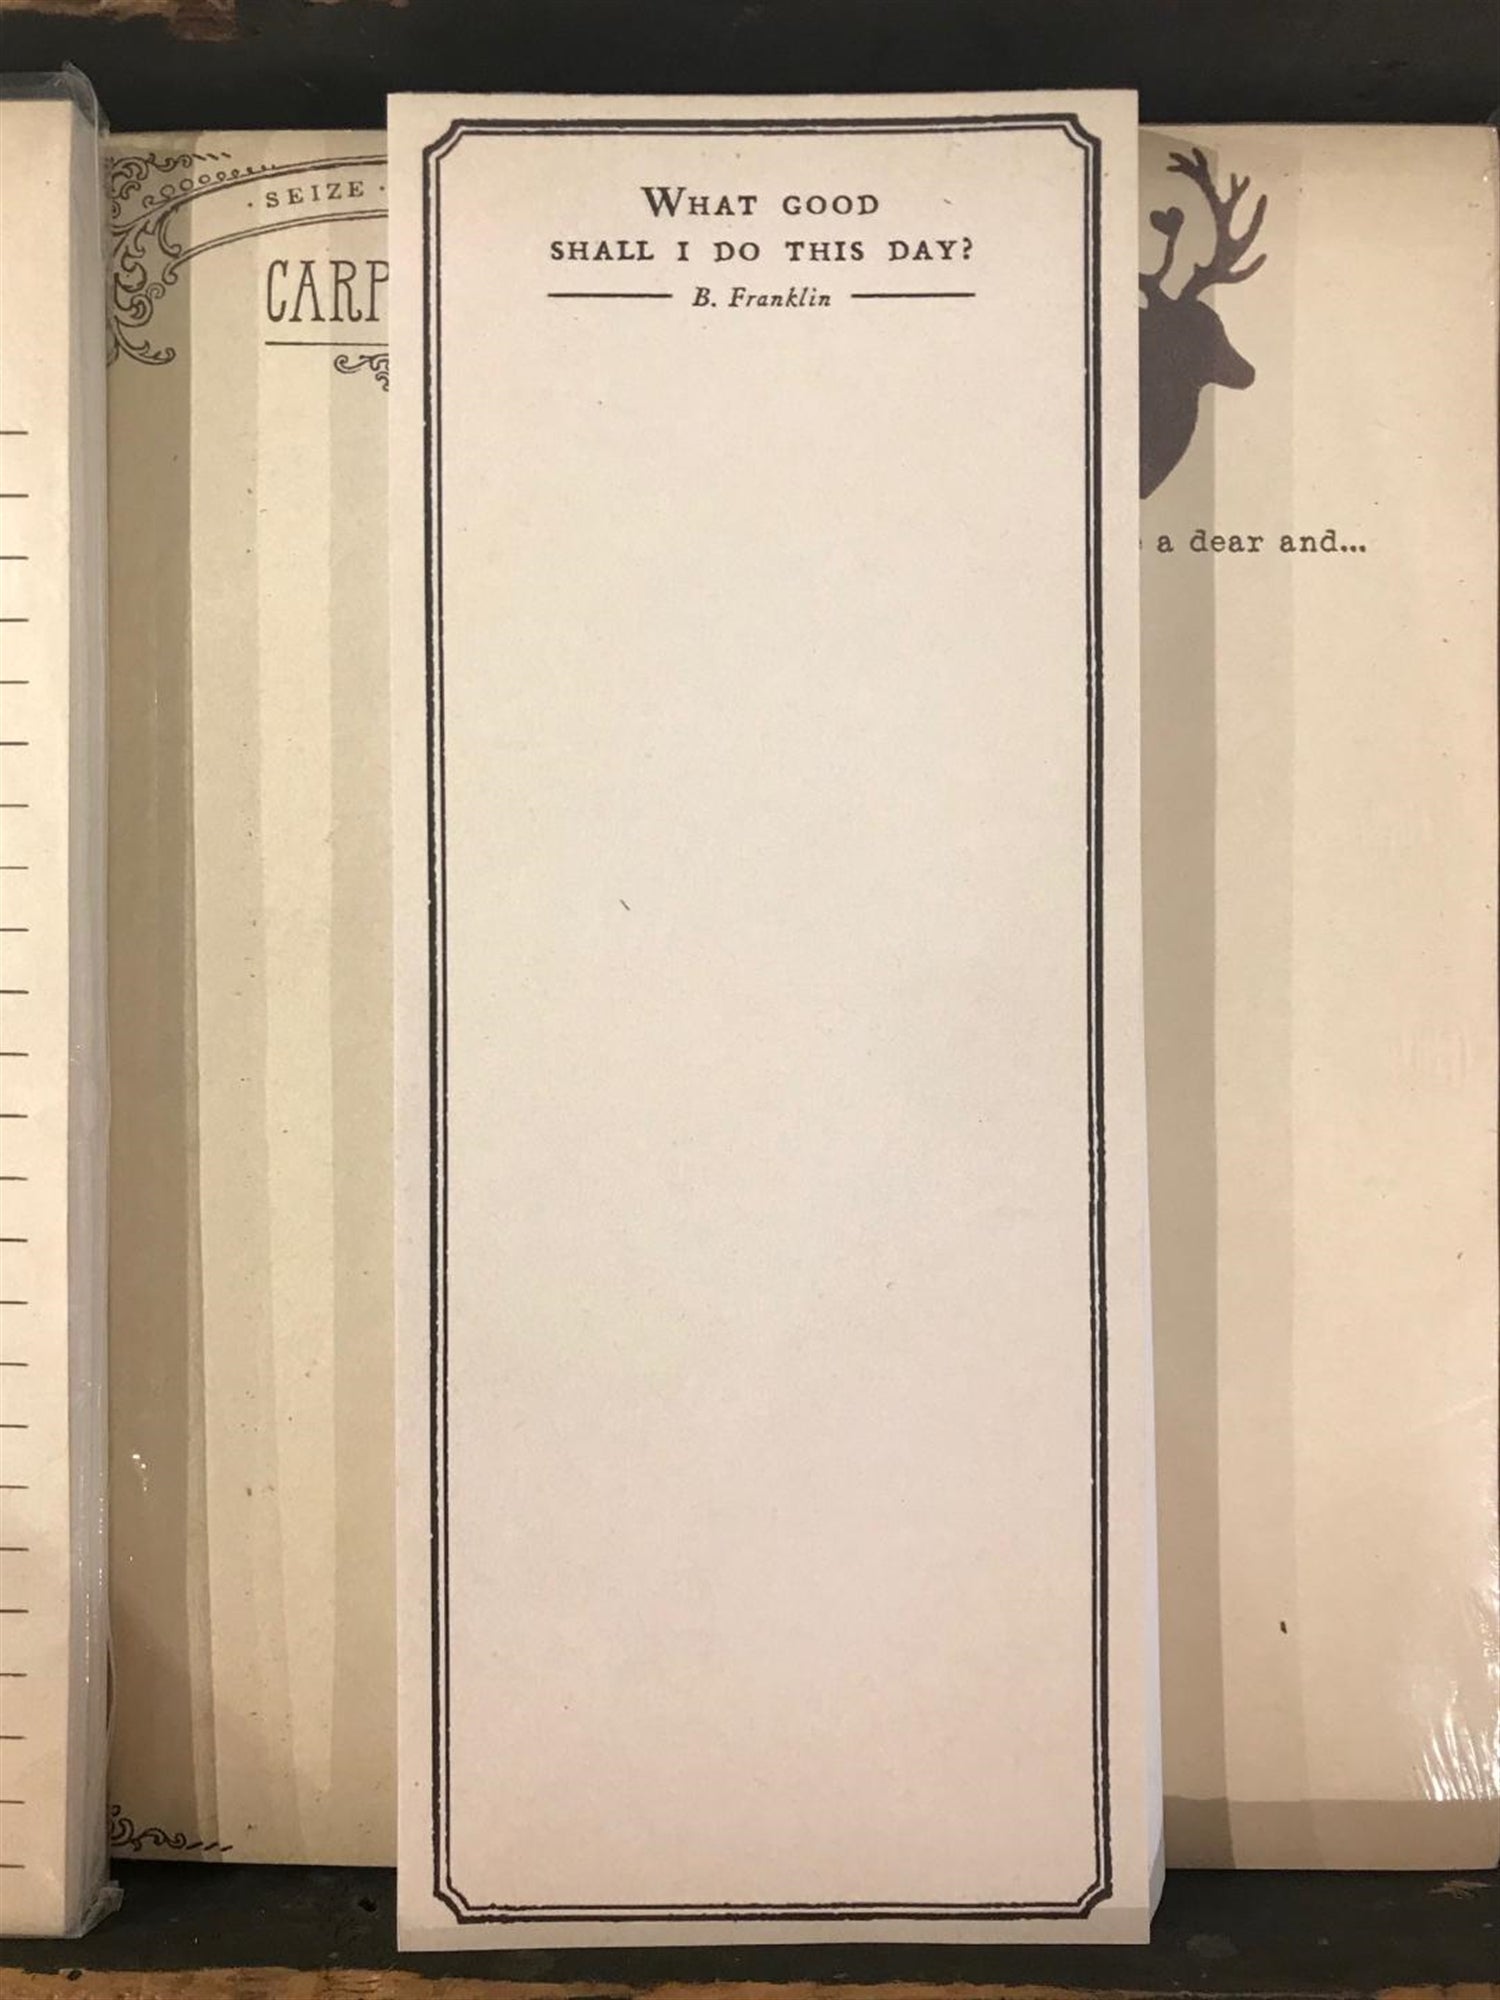 · SEIZE ·
CARP
WHAT GOOD
SHALL I DO THIS DAY?
B. Franklin
a dear and...